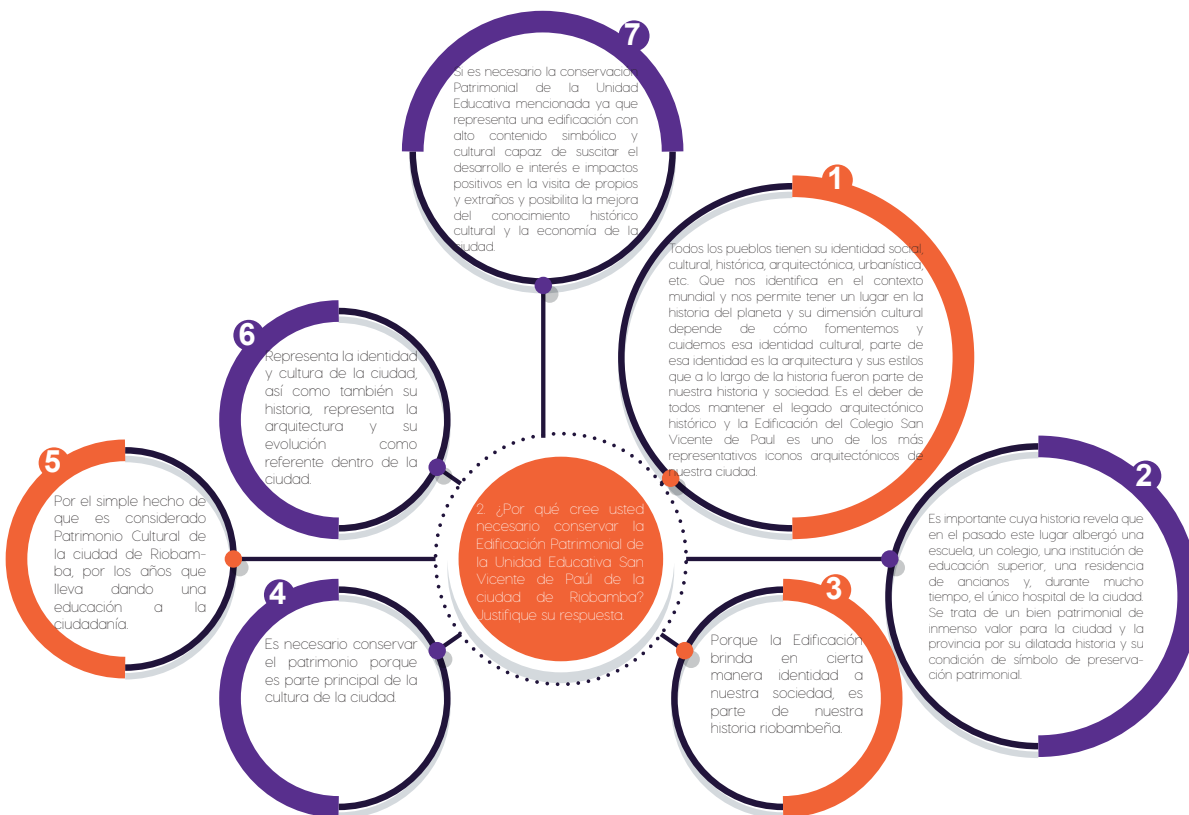 7
Si es necesario la conservación
Patrimonial de la Unidad
Educativa mencionada ya que
representa una edificación con
alto contenido simbólico y
cultural capaz de suscitar el
desarrollo e interés e impactos
positivos en la visita de propios
y extraños y posibilita la mejora
del conocimiento histórico
cultural y la economía de la
ciudad.
1
Todos los pueblos tienen su identidad social,
cultural, histórica, arquitectónica, urbanística,
etc. Que nos identifica en el contexto
mundial y nos permite tener un lugar en la
historia del planeta y su dimensión cultural
depende de cómo fomentemos y
cuidemos esa identidad cultural, parte de
esa identidad es la arquitectura y sus estilos
que a lo largo de la historia fueron parte de
nuestra historia y sociedad. Es el deber de
todos mantener el legado arquitectónico
histórico y la Edificación del Colegio San
Vicente de Paul es uno de los más
representativos iconos arquitectónicos de
nuestra ciudad.
6
Representa la identidad
y cultura de la ciudad,
así como también su
historia, representa la
arquitectura y su
evolución como
referente dentro de la
ciudad.
5
Por el simple hecho de
que es considerado
Patrimonio Cultural de
la ciudad de Riobam-
ba, por los años que
lleva dando una
educación a la
ciudadanía.
2. ¿Por qué cree usted
necesario conservar la
Edificación Patrimonial de
la Unidad Educativa San
Vicente de Paúl de la
ciudad de Riobamba?
Justifique su respuesta.
2
Es importante cuya historia revela que
en el pasado este lugar albergó una
escuela, un colegio, una institución de
educación superior, una residencia
de ancianos y, durante mucho
tiempo, el único hospital de la ciudad.
Se trata de un bien patrimonial de
inmenso valor para la ciudad y la
provincia por su dilatada historia y su
condición de símbolo de preserva-
ción patrimonial.
4
Es necesario conservar
el patrimonio porque
es parte principal de la
cultura de la ciudad.
3
Porque la Edificación
brinda en cierta
manera identidad a
nuestra sociedad, es
parte de nuestra
historia riobambeña.